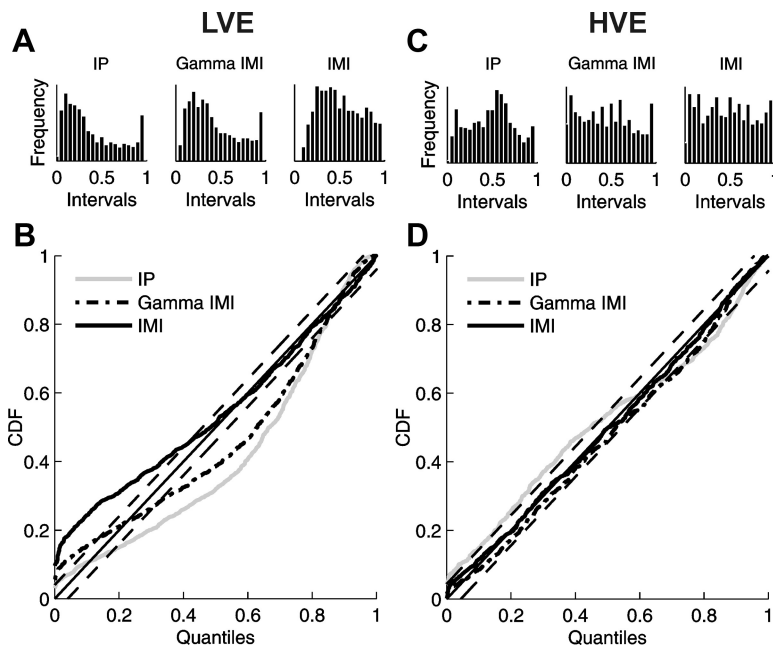 LVE
HVE
A
IP
Gamma IMI
IMI
Frequency
0 0.5 1
0 0.5 1
0 0.5 1
Intervals
Intervals
Intervals
C
IP
Gamma IMI
IMI
Frequency
0 0.5 1
0 0.5 1
0 0.5 1
Intervals
Intervals
Intervals
B
IP
Gamma IMI
IMI
CDF
1
0.8
0.6
0.4
0.2
0
0 0.2 0.4 0.6 0.8 1
Quantiles
D
IP
Gamma IMI
IMI
CDF
1
0.8
0.6
0.4
0.2
0
0 0.2 0.4 0.6 0.8 1
Quantiles